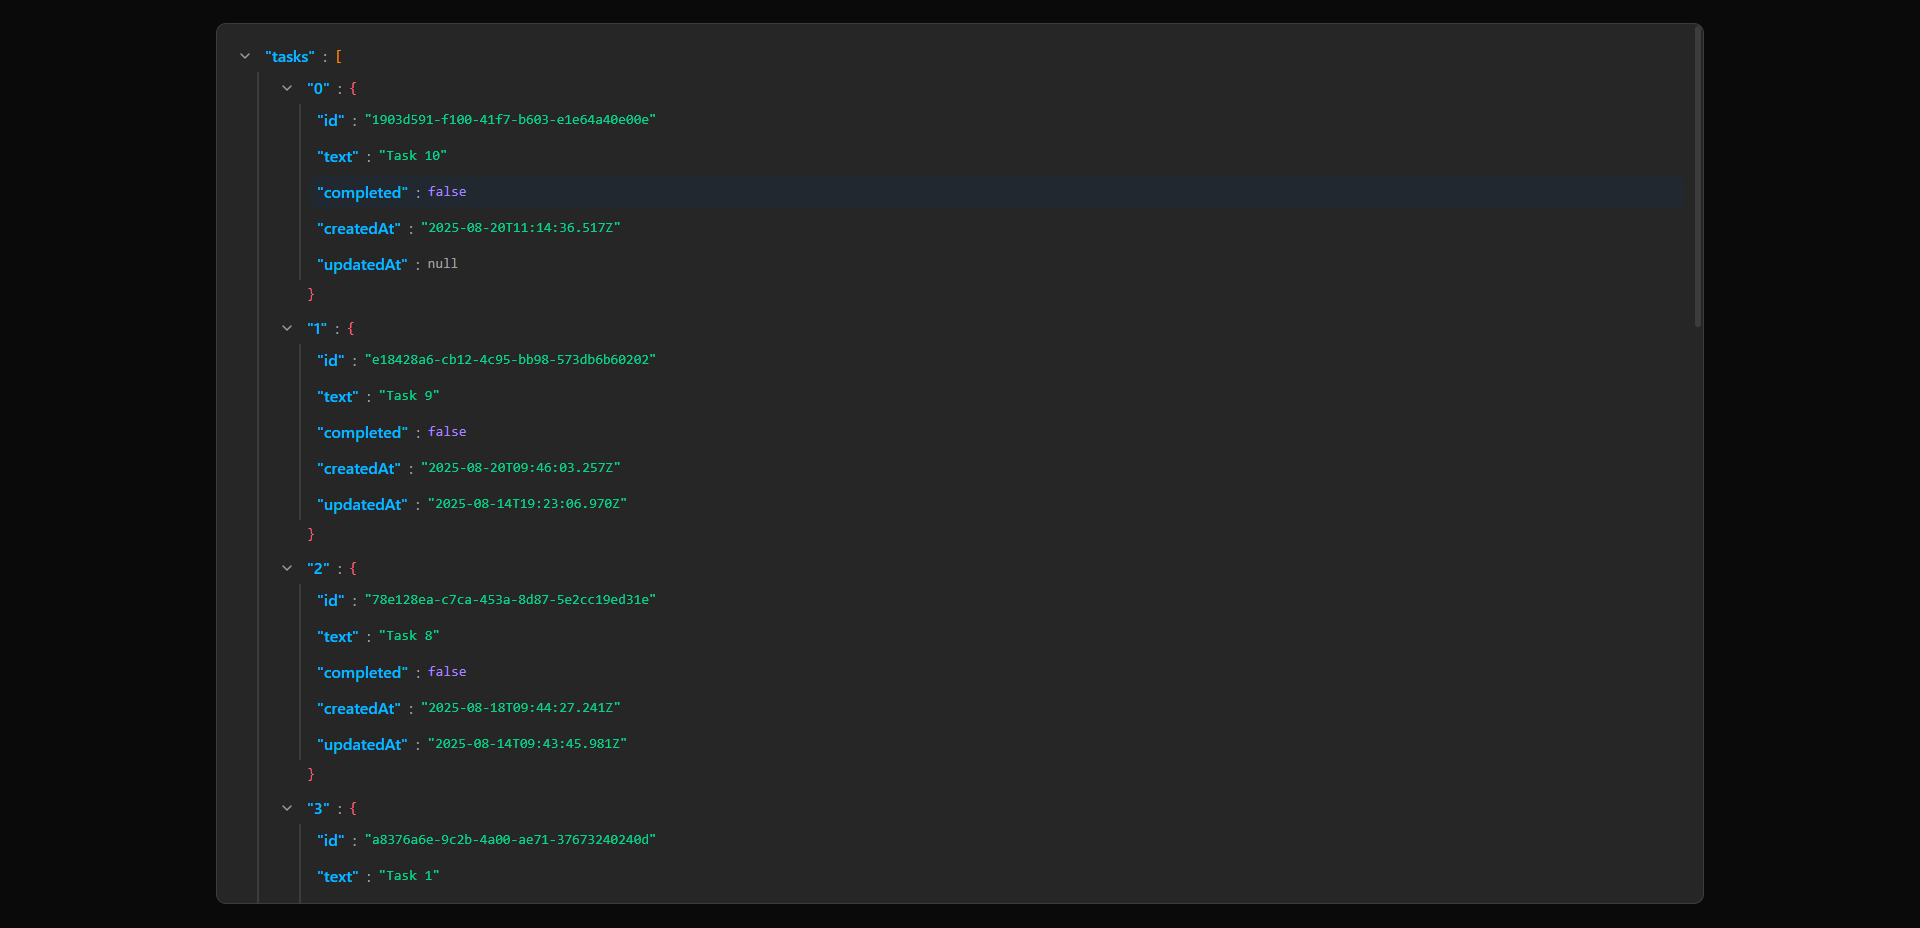 "tasks" : [
"0" : {
"id" : "1903d591-f100-41f7-b603-e1e64a40e00e"
"text" : "Task 10"
"completed" : false
"createdAt" : "2025-08-20T11:14:36.517Z"
"updatedAt" : null
}
"1" : {
"id" : "e18428a6-cb12-4c95-bb98-573db6b60202"
"text" : "Task 9"
"completed" : false
"createdAt" : "2025-08-20T09:46:03.257Z"
"updatedAt" : "2025-08-14T19:23:06.970Z"
}
"2" : {
"id" : "78e128ea-c7ca-453a-8d87-5e2cc19ed31e"
"text" : "Task 8"
"completed" : false
"createdAt" : "2025-08-18T09:44:27.241Z"
"updatedAt" : "2025-08-14T09:43:45.981Z"
}
"3" : {
"id" : "a8376a6e-9c2b-4a00-ae71-37673240240d"
"text" : "Task 1"